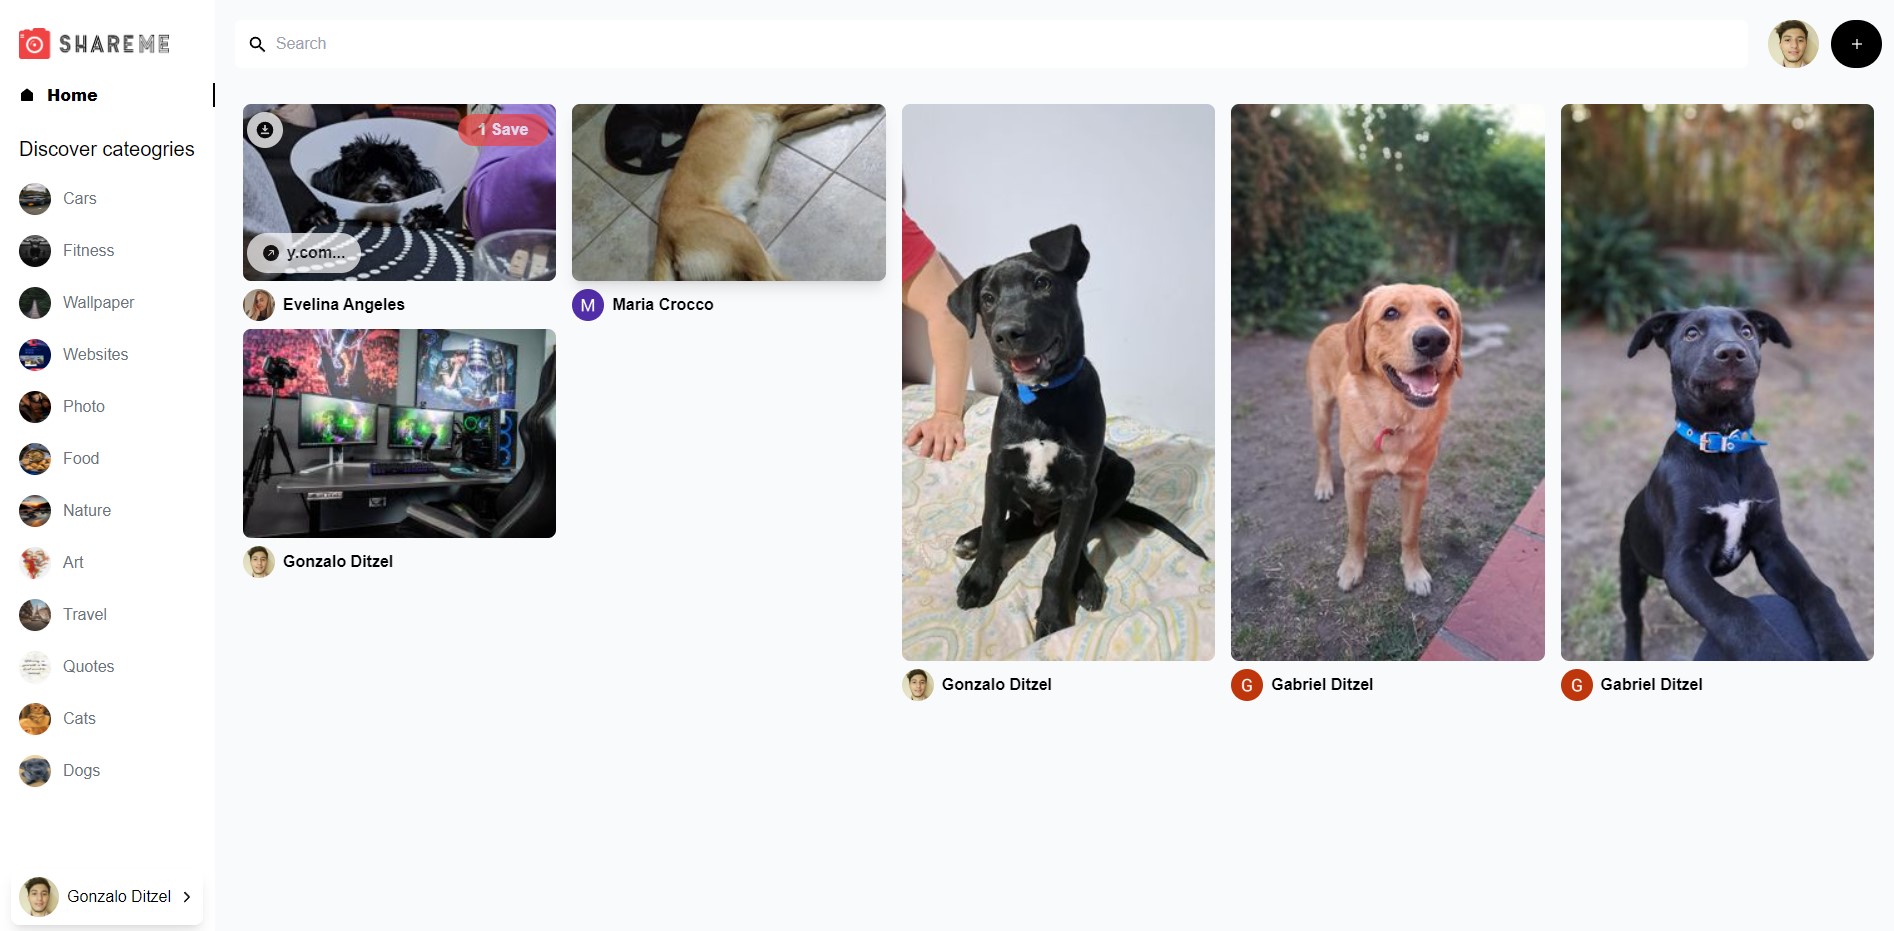 SHAREME
Search
+
Home
Discover cateogries
Cars
Fitness
Wallpaper
Websites
Photo
Food
Nature
Art
Travel
Quotes
Cats
Dogs
Gonzalo Ditzel
1 Save
y.com...
Evelina Angeles
M Maria Crocco
Gonzalo Ditzel
Gonzalo Ditzel
G Gabriel Ditzel
G Gabriel Ditzel